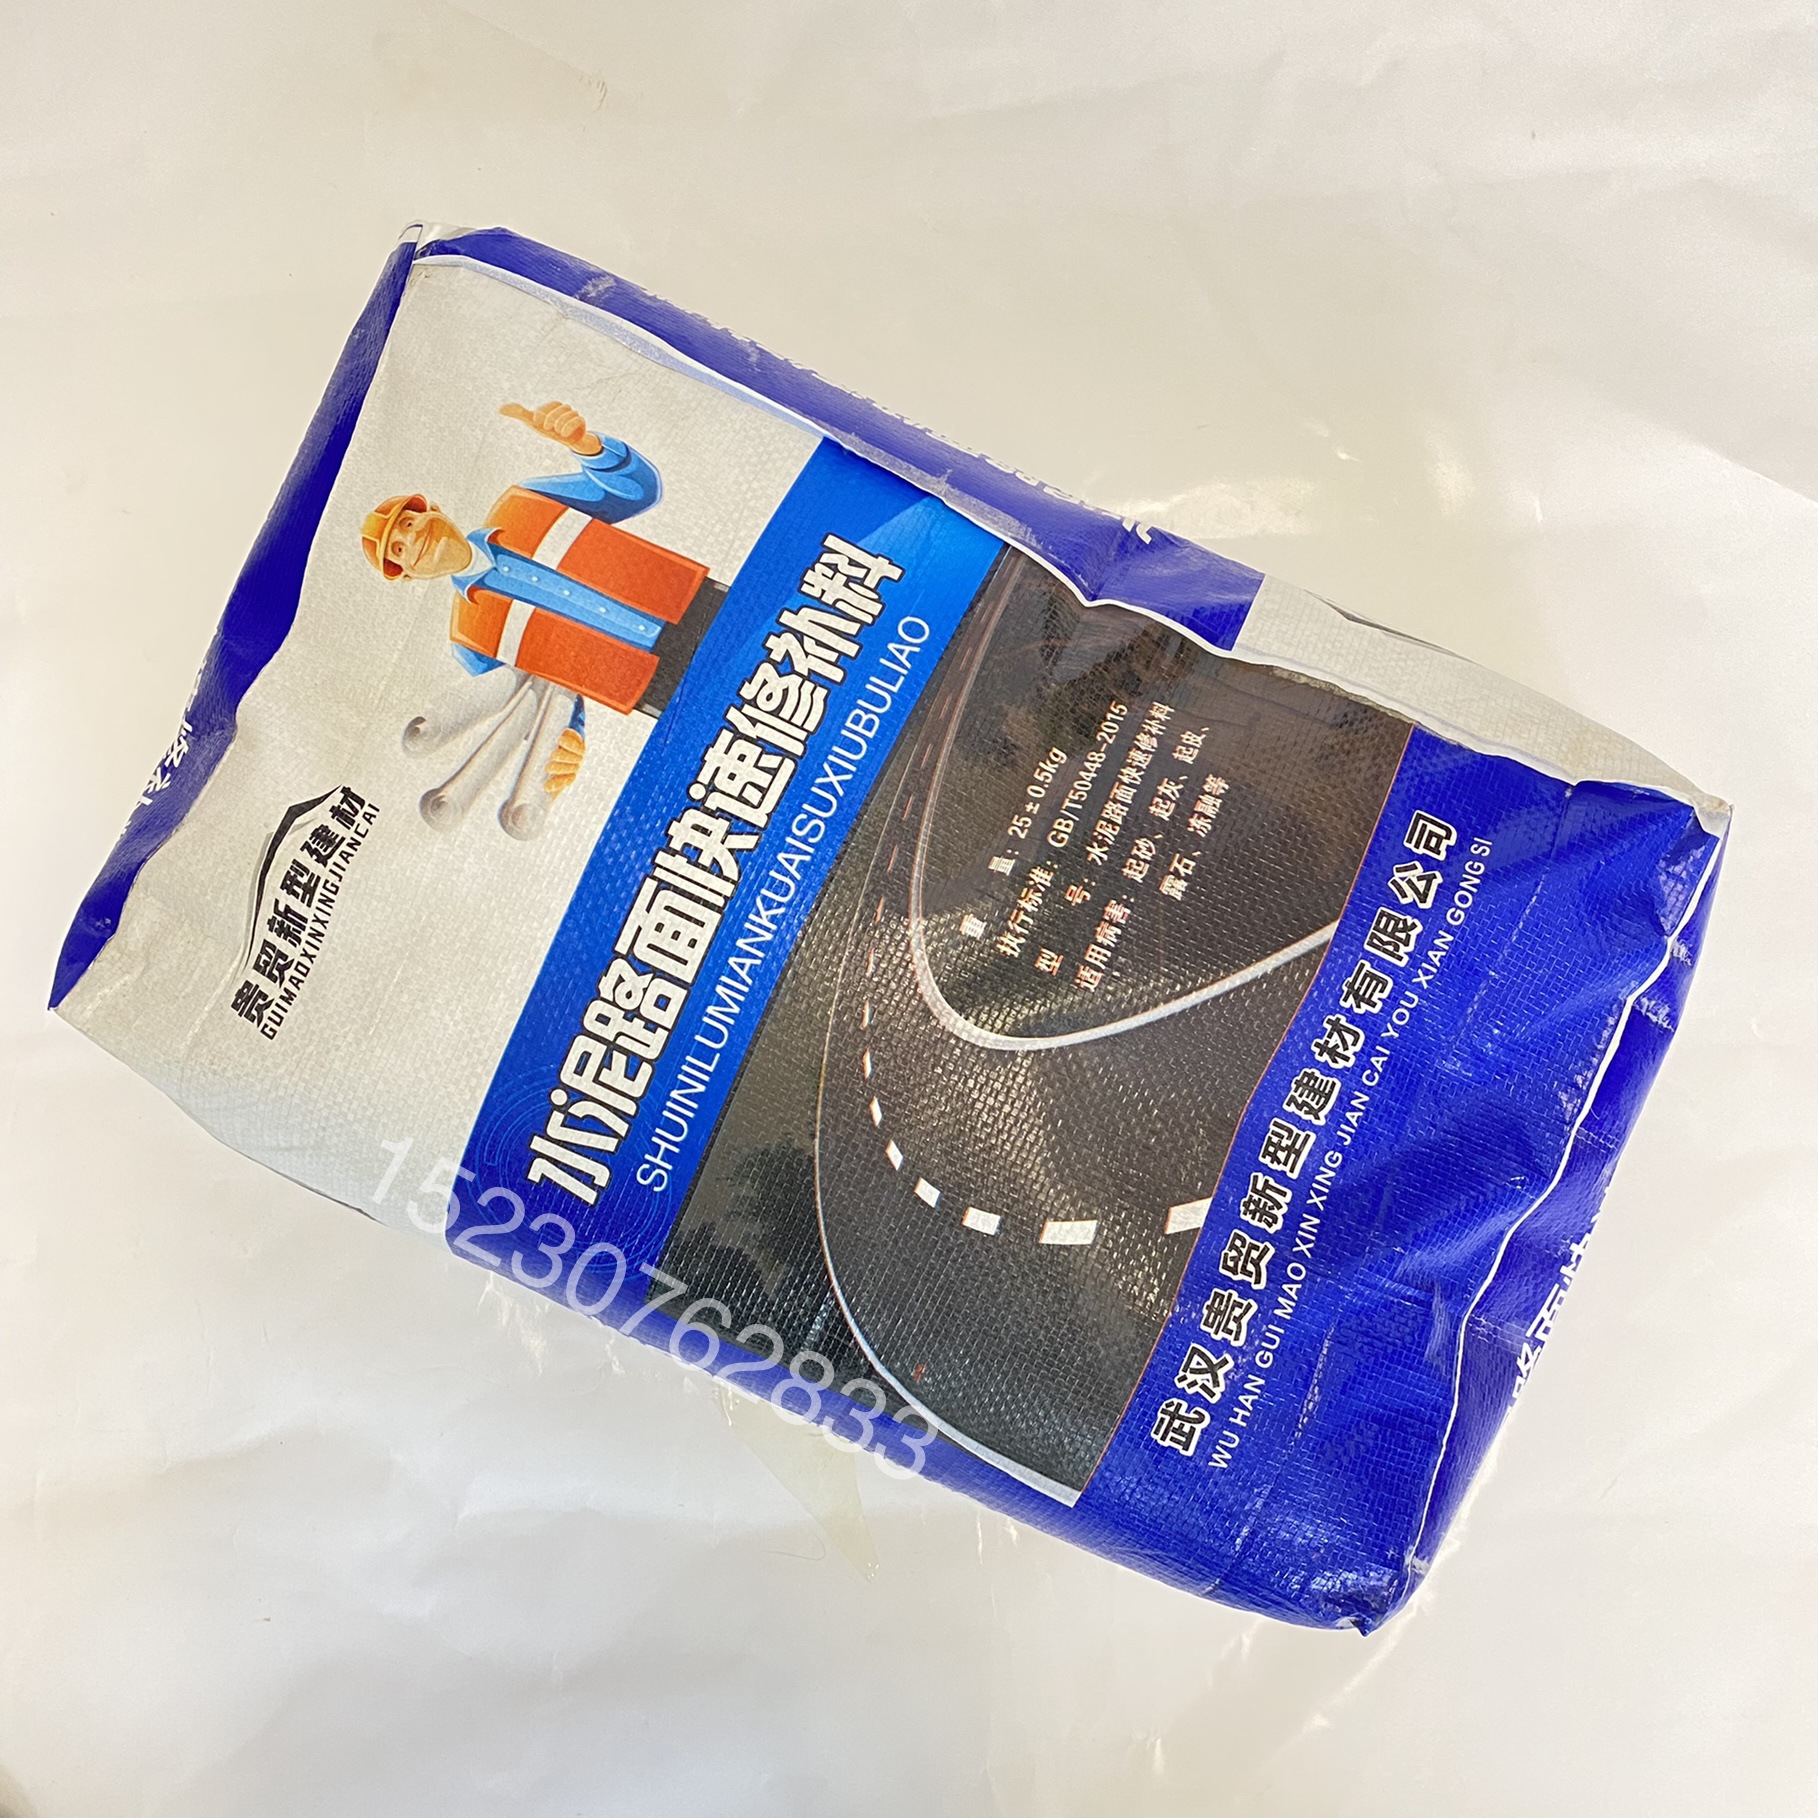 贵贸新型建材
GUIMAOXINXINGJIANCAI
水泥路面快速修补料
SHUINILUMIANKUAISUXIUBULIAO
重 量：25±0.5kg
执行标准：GB/T50448-2015
型 号：水泥路面快速修补料
适用病害：起砂、起灰、起皮、
露石、冻融等
武汉贵贸新型建材有限公司
WU HAN GUI MAO XIN XING JIAN CAI YOU XIAN GONG SI
15230762833